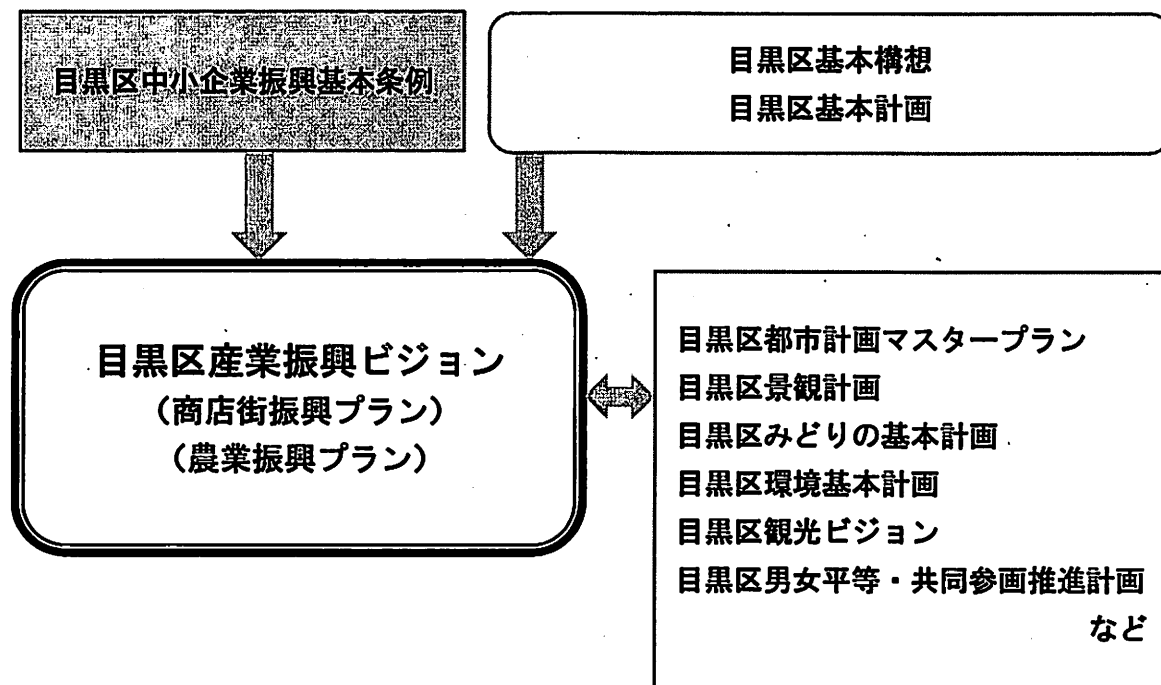 目黒区中小企業振興基本条例
目黒区基本構想
目黒区基本計画
目黒区産業振興ビジョン
（商店街振興プラン）
（農業振興プラン）
目黒区都市計画マスタープラン
目黒区景観計画
目黒区みどりの基本計画
目黒区環境基本計画
目黒区観光ビジョン
目黒区男女平等・共同参画推進計画
など